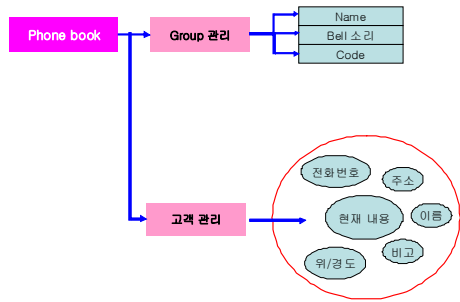 Phone book
Group 관리
Name
Bell 소리
Code
고객 관리
전화번호
주소
현재 내용
이름
비고
위/경도